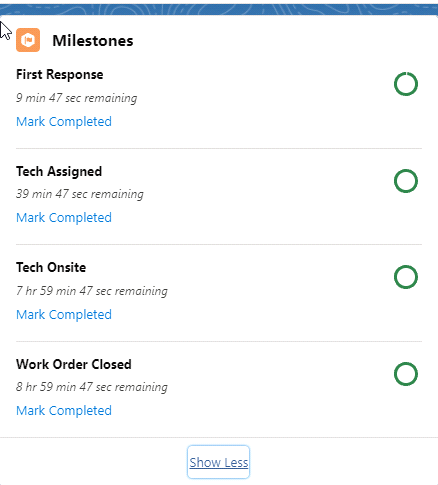 Milestones
First Response
9 min 47 sec remaining
Mark Completed
Tech Assigned
39 min 47 sec remaining
Mark Completed
Tech Onsite
7 hr 59 min 47 sec remaining
Mark Completed
Work Order Closed
8 hr 59 min 47 sec remaining
Mark Completed
Show Less